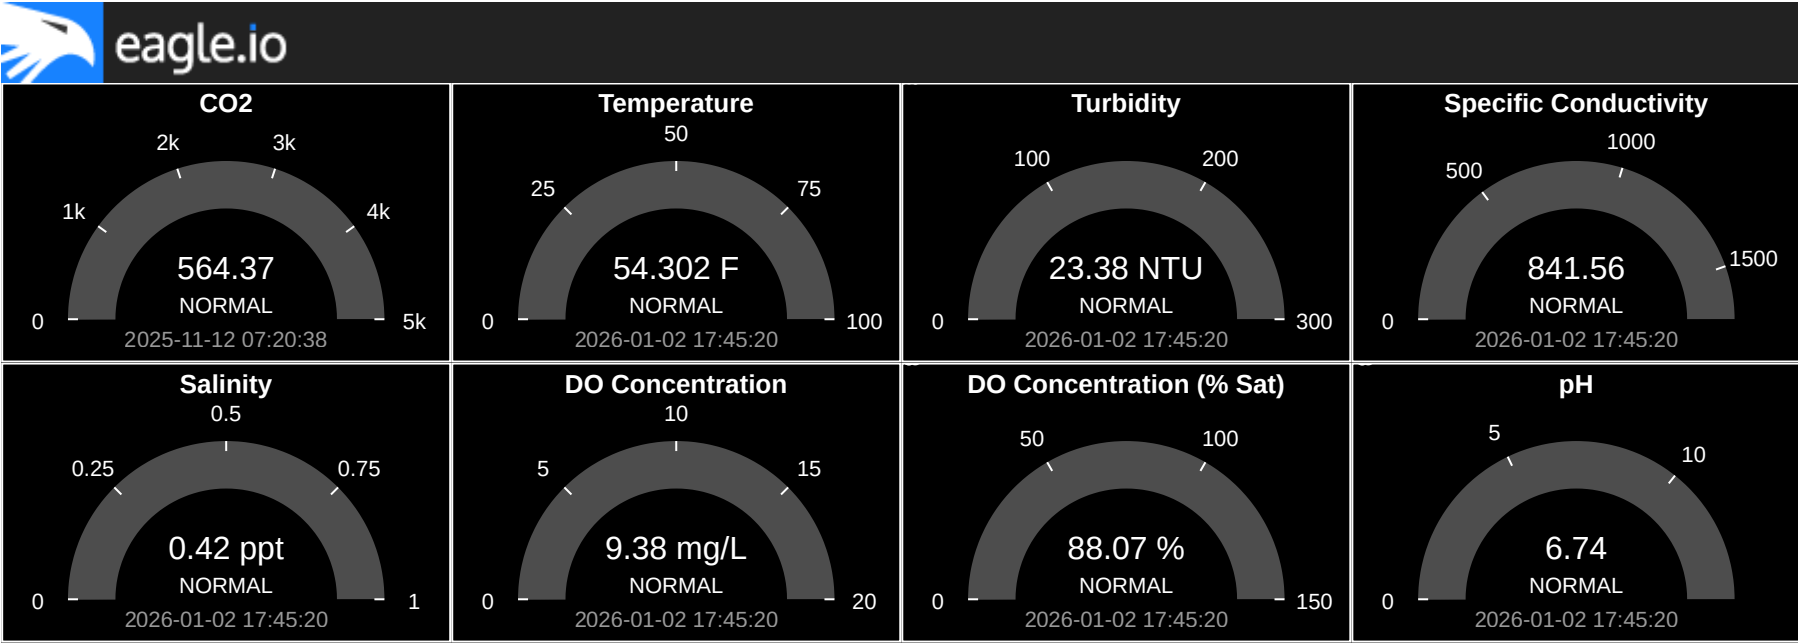 eagle.io
CO2
2k
3k
1k
4k
0
5k
564.37
NORMAL
2025-11-12 07:20:38
Temperature
50
25
75
0
100
54.302 F
NORMAL
2026-01-02 17:45:20
Turbidity
100
200
0
300
23.38 NTU
NORMAL
2026-01-02 17:45:20
Specific Conductivity
1000
500
1500
0
841.56
NORMAL
2026-01-02 17:45:20
Salinity
0.5
0.25
0.75
0
1
0.42 ppt
NORMAL
2026-01-02 17:45:20
DO Concentration
10
5
15
0
20
9.38 mg/L
NORMAL
2026-01-02 17:45:20
DO Concentration (% Sat)
50
100
0
150
88.07 %
NORMAL
2026-01-02 17:45:20
pH
5
10
0
6.74
NORMAL
2026-01-02 17:45:20